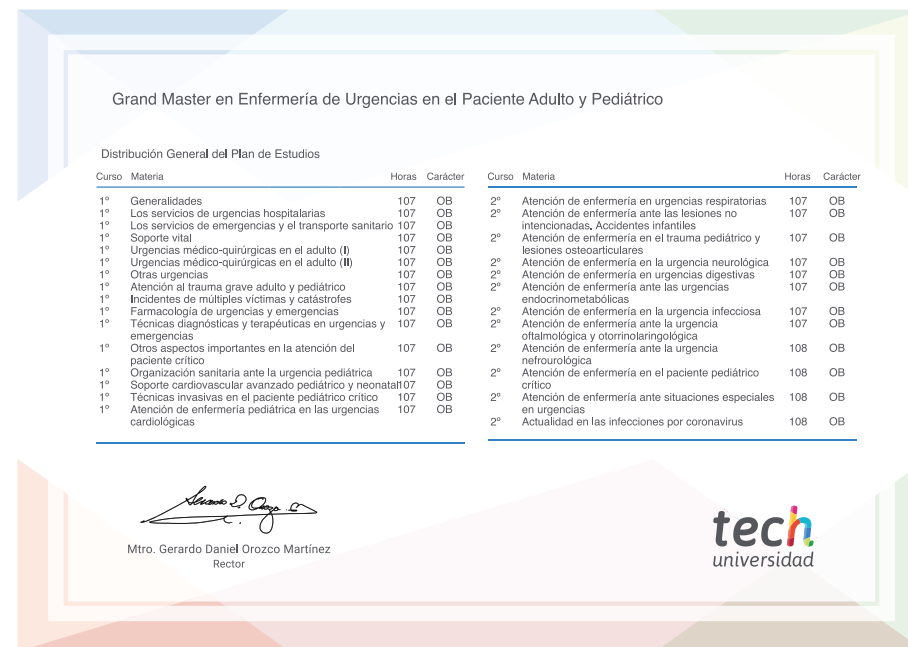 Grand Master en Enfermería de Urgencias en el Paciente Adulto y Pediátrico
Distribución General del Plan de Estudios
Curso Materia Horas Carácter
1º Generalidades 107 OB
1º Los servicios de urgencias hospitalarias 107 OB
1º Los servicios de emergencias y el transporte sanitario 107 OB
1º Soporte vital 107 OB
1º Urgencias médico-quirúrgicas en el adulto (I) 107 OB
1º Urgencias médico-quirúrgicas en el adulto (II) 107 OB
1º Otras urgencias 107 OB
1º Atención al trauma grave adulto y pediátrico 107 OB
1º Incidentes de múltiples víctimas y catástrofes 107 OB
1º Farmacología de urgencias y emergencias 107 OB
1º Técnicas diagnósticas y terapéuticas en urgencias y 107 OB
emergencias
1º Otros aspectos importantes en la atención del 107 OB
paciente crítico
1º Organización sanitaria ante la urgencia pediátrica 107 OB
1º Soporte cardiovascular avanzado pediátrico y neonatal 107 OB
1º Técnicas invasivas en el paciente pediátrico crítico 107 OB
1º Atención de enfermería pediátrica en las urgencias 107 OB
cardiológicas
Curso Materia Horas Carácter
2º Atención de enfermería en urgencias respiratorias 107 OB
2º Atención de enfermería ante las lesiones no 107 OB
intencionadas. Accidentes infantiles
2º Atención de enfermería en el trauma pediátrico y 107 OB
lesiones osteoarticulares
2º Atención de enfermería en la urgencia neurológica 107 OB
2º Atención de enfermería en urgencias digestivas 107 OB
2º Atención de enfermería ante las urgencias 107 OB
endocrinometabólicas
2º Atención de enfermería en la urgencia infecciosa 107 OB
2º Atención de enfermería ante la urgencia 107 OB
oftalmológica y otorrinolaringológica
2º Atención de enfermería ante la urgencia 108 OB
nefrourológica
2º Atención de enfermería en el paciente pediátrico 108 OB
crítico
2º Atención de enfermería ante situaciones especiales 108 OB
en urgencias
2º Actualidad en las infecciones por coronavirus 108 OB
Mtro. Gerardo Daniel Orozco Martínez
Rector
tech
universidad